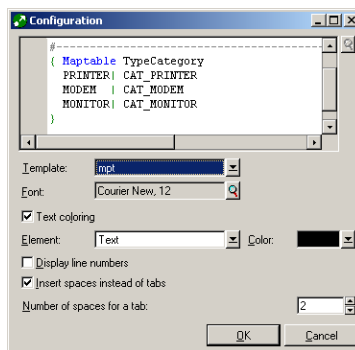 Configuration
#--------------------------------------------
{ Maptable TypeCategory
PRINTER| CAT_PRINTER
MODEM | CAT_MODEM
MONITOR| CAT_MONITOR
}
Template: mpt
Font: Courier New, 12
Text coloring
Element: Text Color:
Display line numbers
Insert spaces instead of tabs
Number of spaces for a tab: 2
OK Cancel